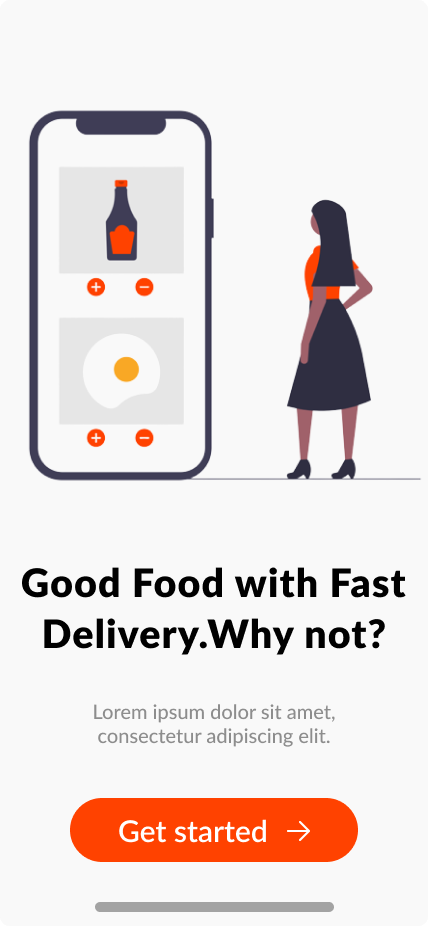 Good Food with Fast
Delivery.Why not?
Lorem ipsum dolor sit amet,
consectetur adipiscing elit.
Get started